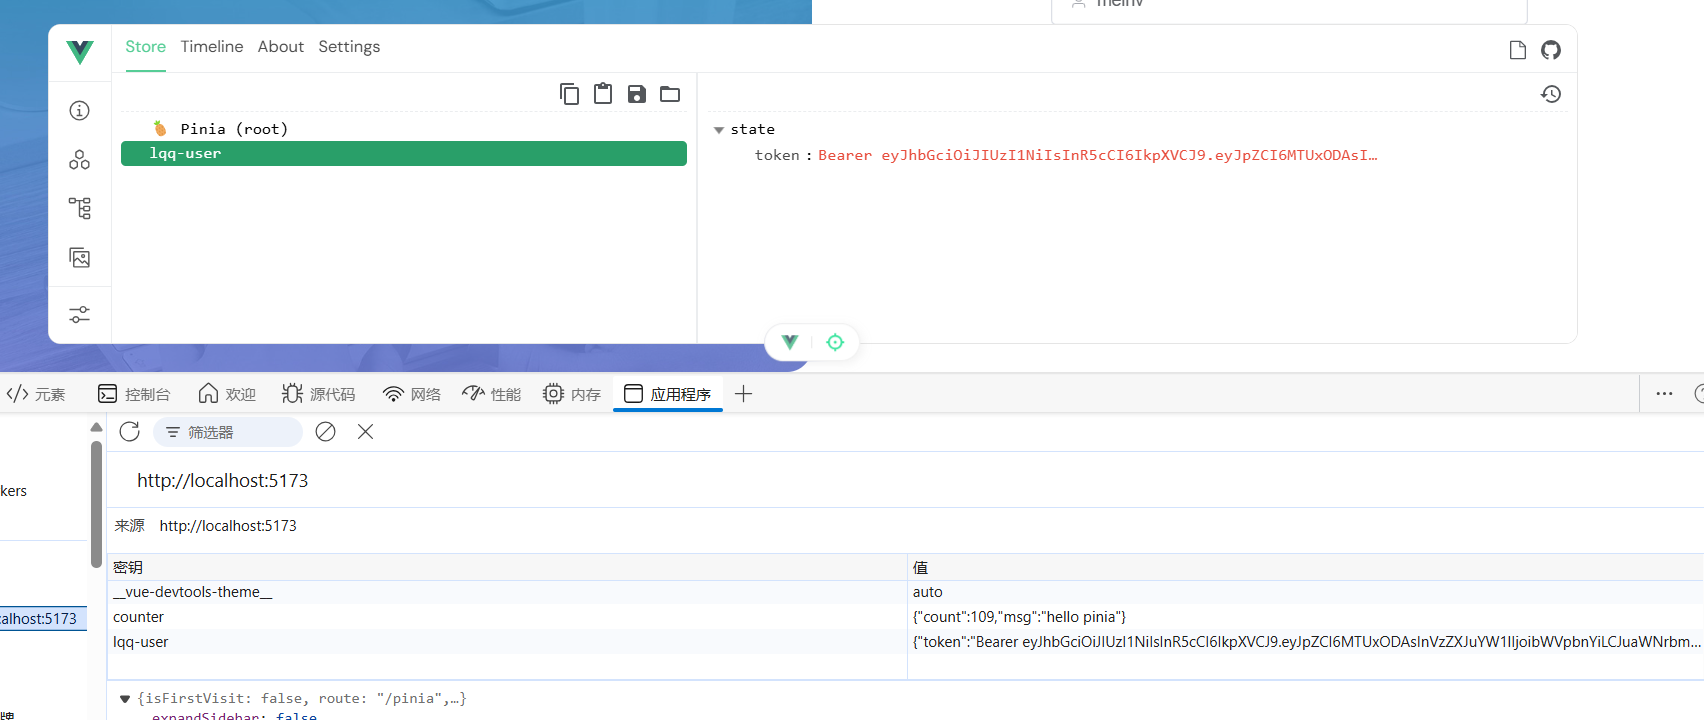 meinv
Store Timeline About Settings
Pinia (root)
lqq-user
state
token : Bearer eyJhbGciOiJIUzI1NiIsInR5cCI6IkpXVCJ9.eyJpZCI6MTUxODAsI…
元素 控制台 欢迎 源代码 网络 性能 内存 应用程序
筛选器
http://localhost:5173
kers
来源 http://localhost:5173
密钥 值
__vue-devtools-theme__ auto
calhost:5173
counter {"count":109,"msg":"hello pinia"}
lqq-user {"token":"Bearer eyJhbGciOiJIUzI1NiIsInR5cCI6IkpXVCJ9.eyJpZCI6MTUxODAsInVzZXJuYW1lIjoibWVpbnYiLCJuaWNrbm...
{isFirstVisit: false, route: "/pinia",…}
expandSidebar: false
牌